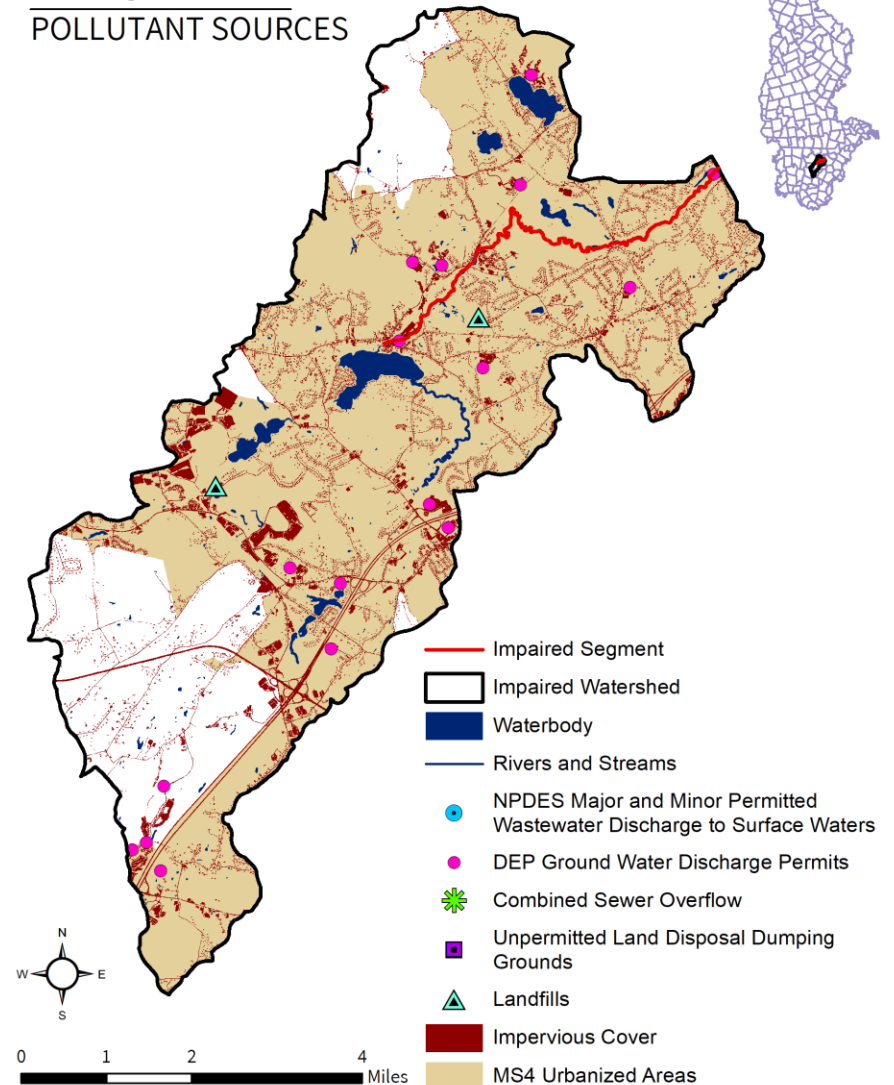 POLLUTANT SOURCES
Impaired Segment
Impaired Watershed
Waterbody
Rivers and Streams
NPDES Major and Minor Permitted
Wastewater Discharge to Surface Waters
DEP Ground Water Discharge Permits
Combined Sewer Overflow
Unpermitted Land Disposal Dumping
Grounds
Landfills
Impervious Cover
MS4 Urbanized Areas
N
W E
S
0 1 2 4
Miles